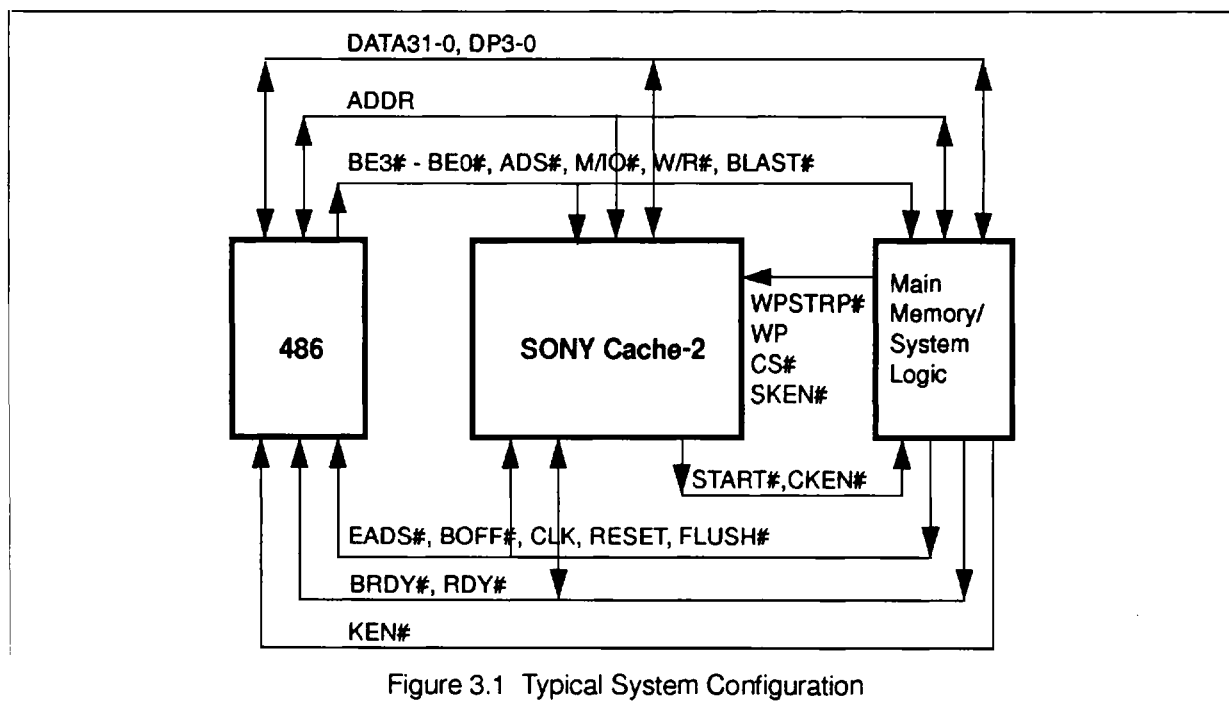 DATA31-0, DP3-0
ADDR
BE3# - BE0#, ADS#, M/IO#, W/R#, BLAST#
486
SONY Cache-2
WPSTRP#
WP
CS#
SKEN#
Main
Memory/
System
Logic
START#,CKEN#
EADS#, BOFF#, CLK, RESET, FLUSH#
BRDY#, RDY#
KEN#
Figure 3.1 Typical System Configuration